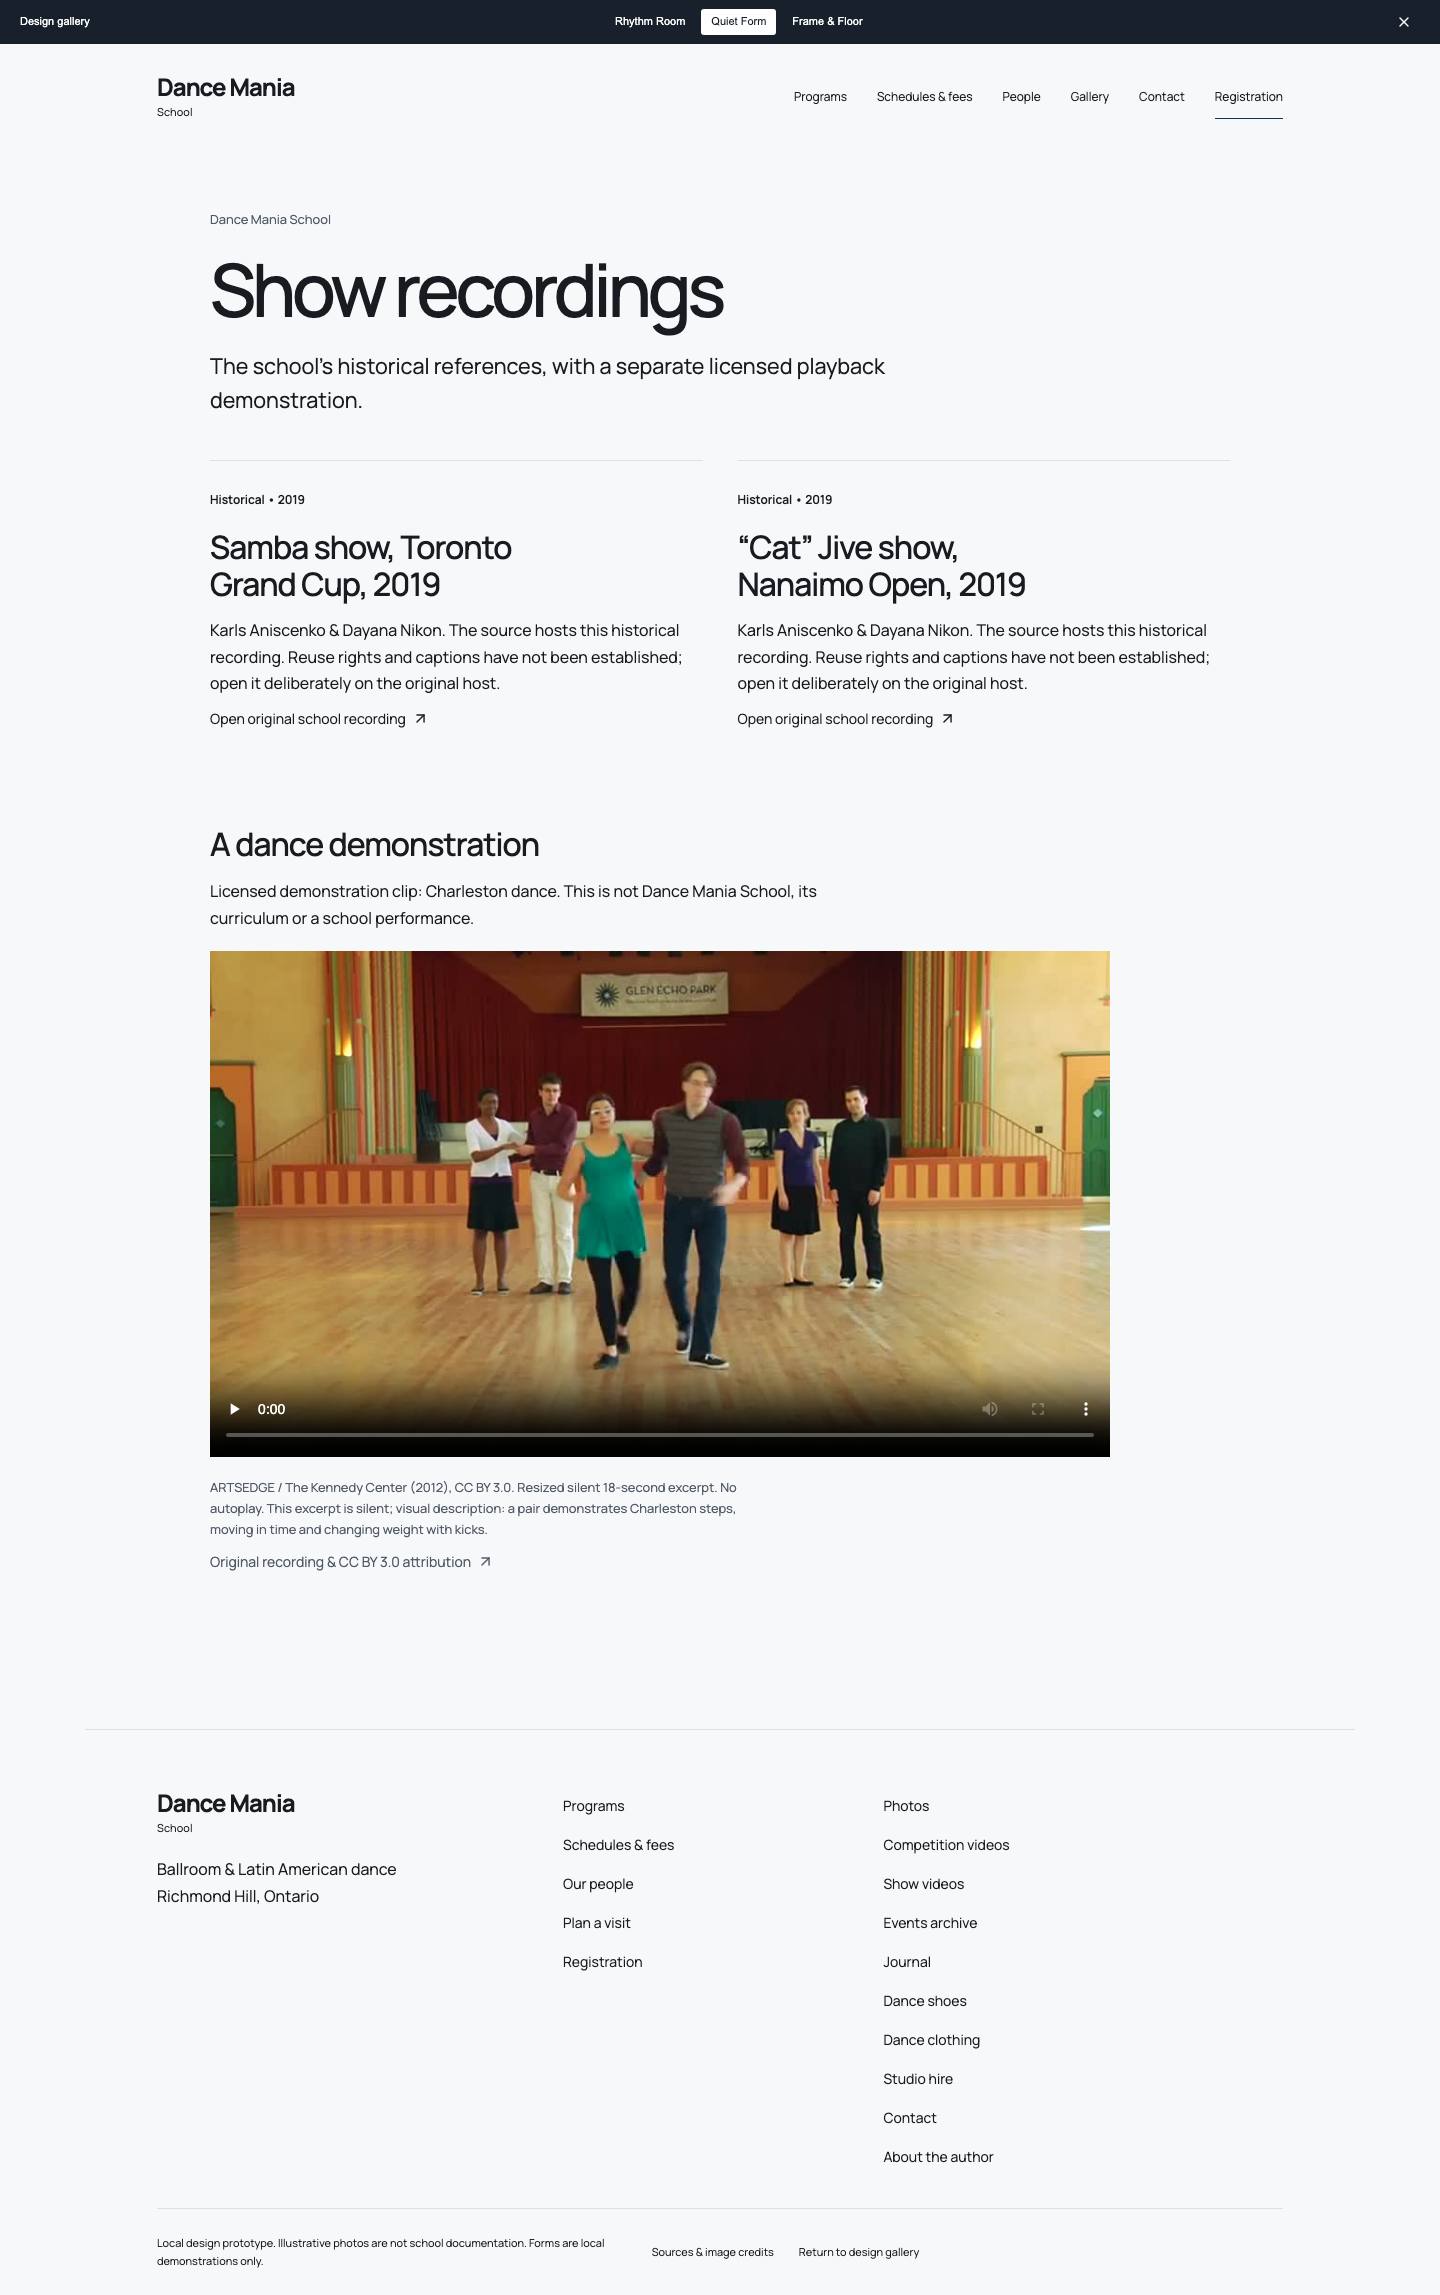 Design gallery
Rhythm Room
Quiet Form
Frame & Floor
Dance Mania
School
Programs
Schedules & fees
People
Gallery
Contact
Registration
Dance Mania School
Show recordings
The school’s historical references, with a separate licensed playback
demonstration.
Historical • 2019
Samba show, Toronto
Grand Cup, 2019
Karls Aniscenko & Dayana Nikon. The source hosts this historical
recording. Reuse rights and captions have not been established;
open it deliberately on the original host.
Open original school recording
Historical • 2019
“Cat” Jive show,
Nanaimo Open, 2019
Karls Aniscenko & Dayana Nikon. The source hosts this historical
recording. Reuse rights and captions have not been established;
open it deliberately on the original host.
Open original school recording
A dance demonstration
Licensed demonstration clip: Charleston dance. This is not Dance Mania School, its
curriculum or a school performance.
GLEN ECHO PARK
0:00
ARTSEDGE / The Kennedy Center (2012), CC BY 3.0. Resized silent 18-second excerpt. No
autoplay. This excerpt is silent; visual description: a pair demonstrates Charleston steps,
moving in time and changing weight with kicks.
Original recording & CC BY 3.0 attribution
Dance Mania
School
Ballroom & Latin American dance
Richmond Hill, Ontario
Programs
Schedules & fees
Our people
Plan a visit
Registration
Photos
Competition videos
Show videos
Events archive
Journal
Dance shoes
Dance clothing
Studio hire
Contact
About the author
Local design prototype. Illustrative photos are not school documentation. Forms are local
demonstrations only.
Sources & image credits
Return to design gallery